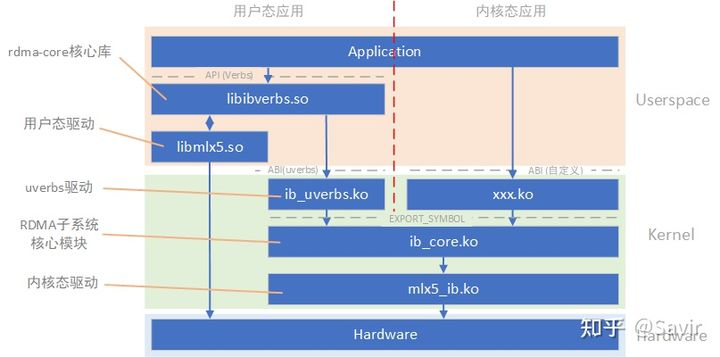 用户态应用
内核态应用
rdma-core核心库
Application
API (Verbs)
libibverbs.so
Userspace
用户态驱动
libmlx5.so
ABI(uverbs)
ABI (自定义)
uverbs驱动
ib_uverbs.ko
xxx.ko
EXPORT_SYMBOL
RDMA子系统
核心模块
ib_core.ko
Kernel
内核态驱动
mlx5_ib.ko
Hardware
Hardware
知乎 @Savir